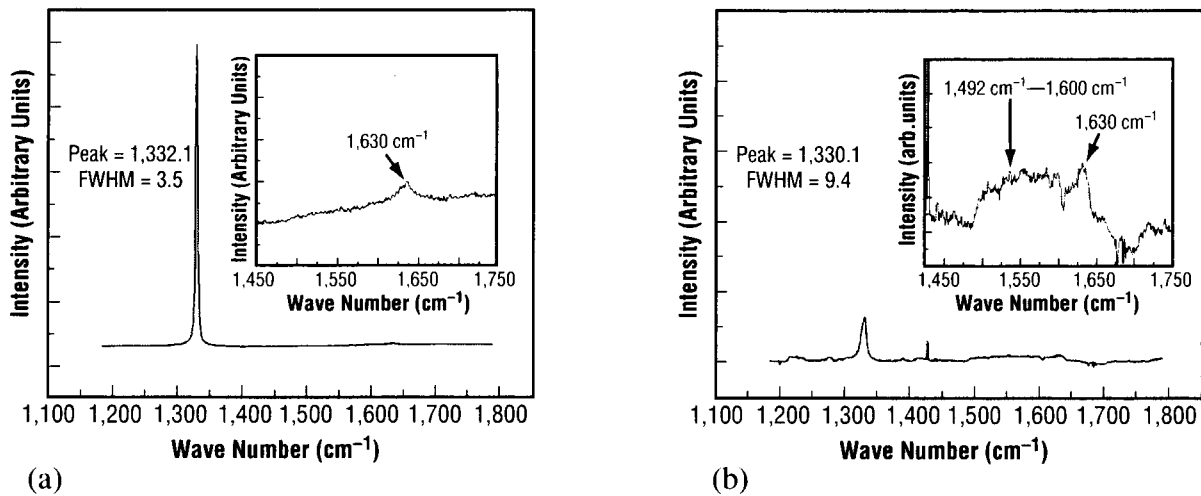 Intensity (Arbitrary Units)
Peak = 1,332.1
FWHM = 3.5
Intensity (Arbitrary Units)
1,630 cm⁻¹
1,450 1,550 1,650 1,750
Wave Number (cm⁻¹)
1,100 1,200 1,300 1,400 1,500 1,600 1,700 1,800
Wave Number (cm⁻¹)
(a)
Intensity (Arbitrary Units)
Peak = 1,330.1
FWHM = 9.4
Intensity (arb.units)
1,492 cm⁻¹—1,600 cm⁻¹
1,630 cm⁻¹
1,450 1,550 1,650 1,750
Wave Number (cm⁻¹)
1,100 1,200 1,300 1,400 1,500 1,600 1,700 1,800
Wave Number (cm⁻¹)
(b)